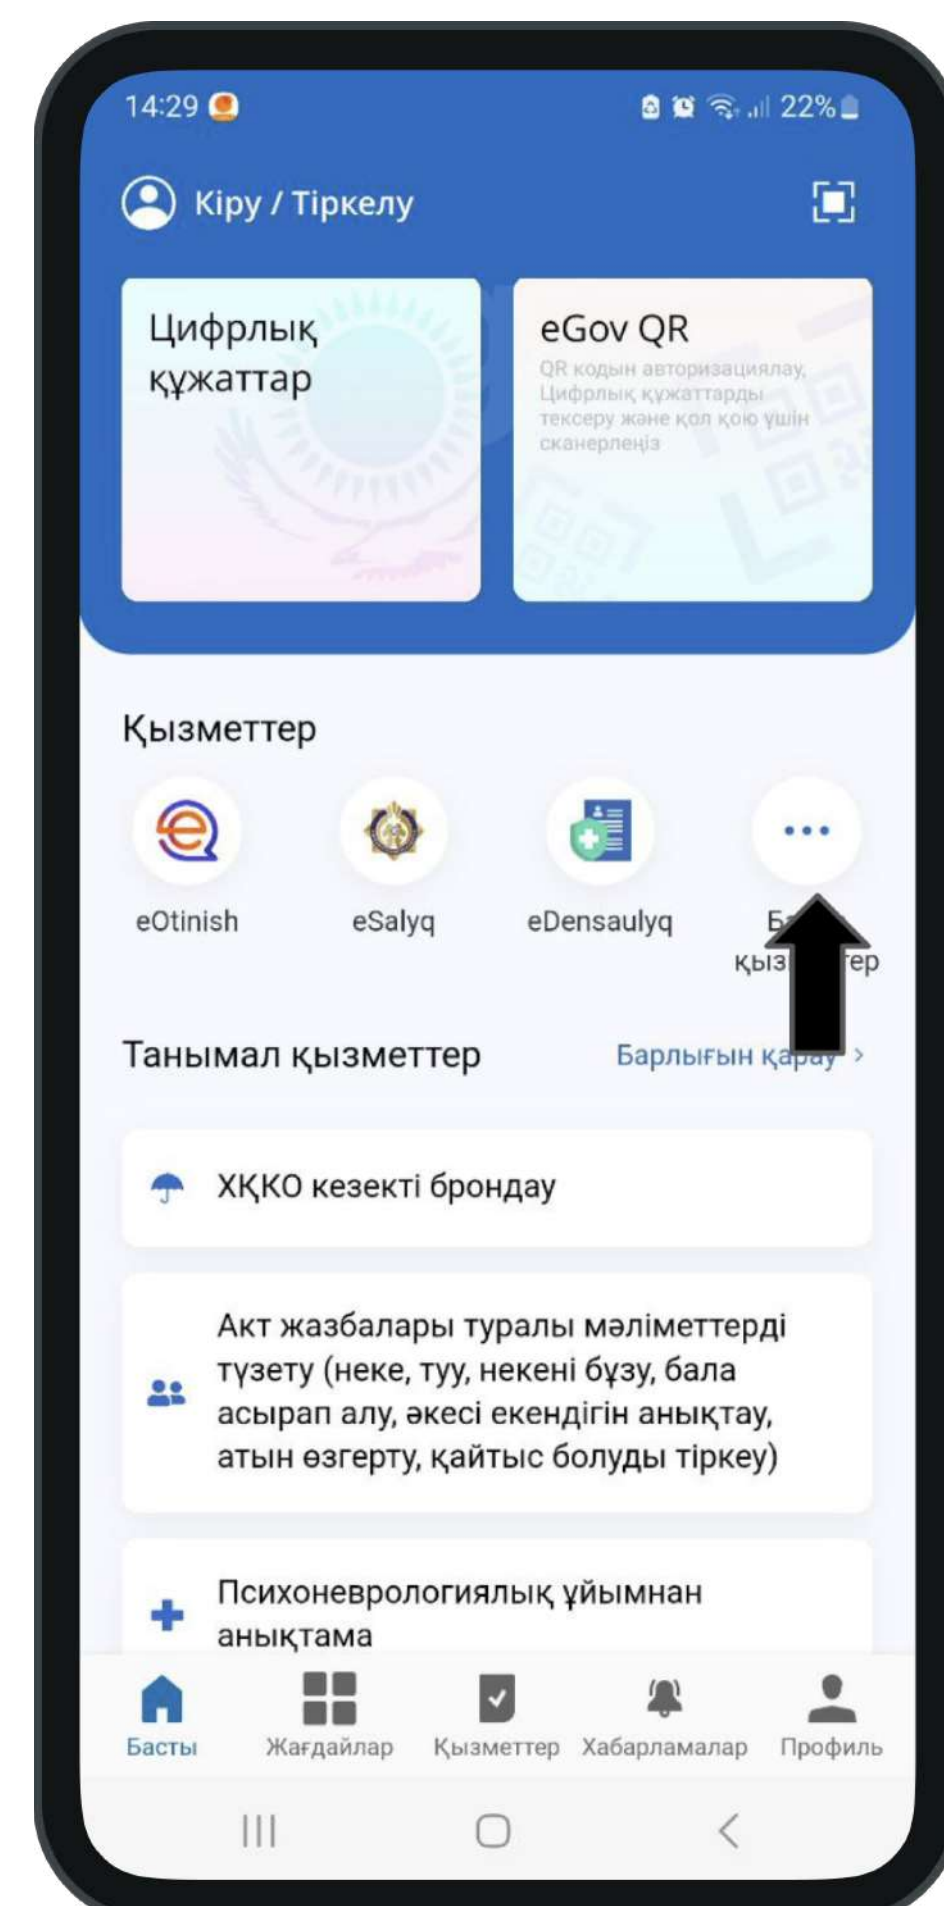 14:29
22%
Кіру / Тіркелу
Цифрлық
құжаттар
eGov QR
QR кодын авторизациялау,
Цифрлық құжаттарды
тексеру және қол қою үшін
сканерлеңіз
Қызметтер
eOtinish
eSalyq
eDensaulyq
Танымал қызметтер
Барлығын қарау >
ХҚКО кезекті брондау
Акт жазбалары туралы мәліметтерді
түзету (неке, туу, некені бұзу, бала
асырап алу, әкесі екендігін анықтау,
атын өзгерту, қайтыс болуды тіркеу)
Психоневрологиялық ұйымнан
анықтама
Басты
Жағдайлар
Қызметтер
Хабарламалар
Профиль